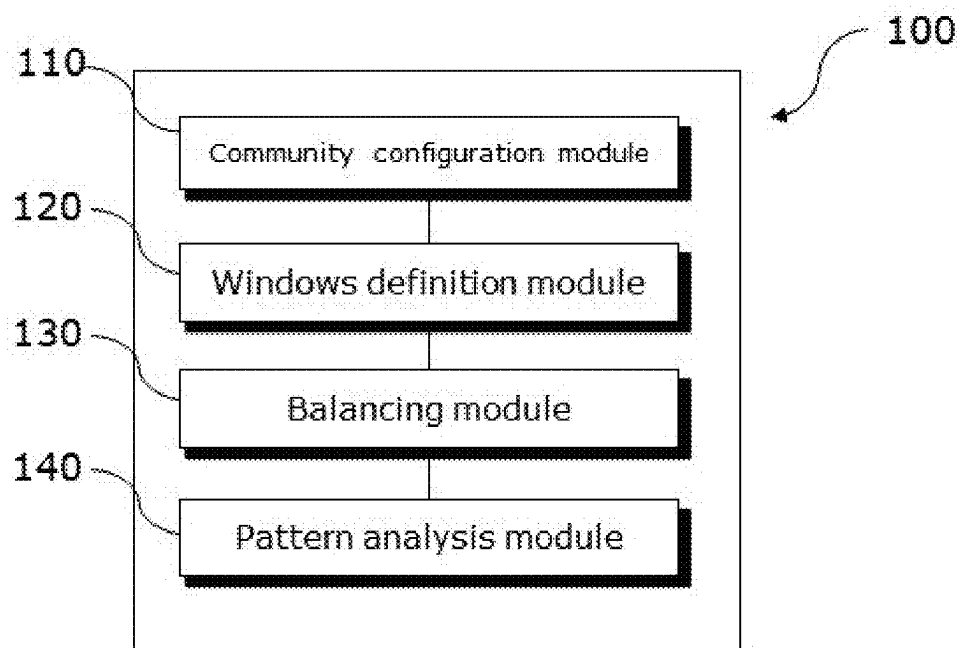 100
110
Community configuration module
120
Windows definition module
130
Balancing module
140
Pattern analysis module